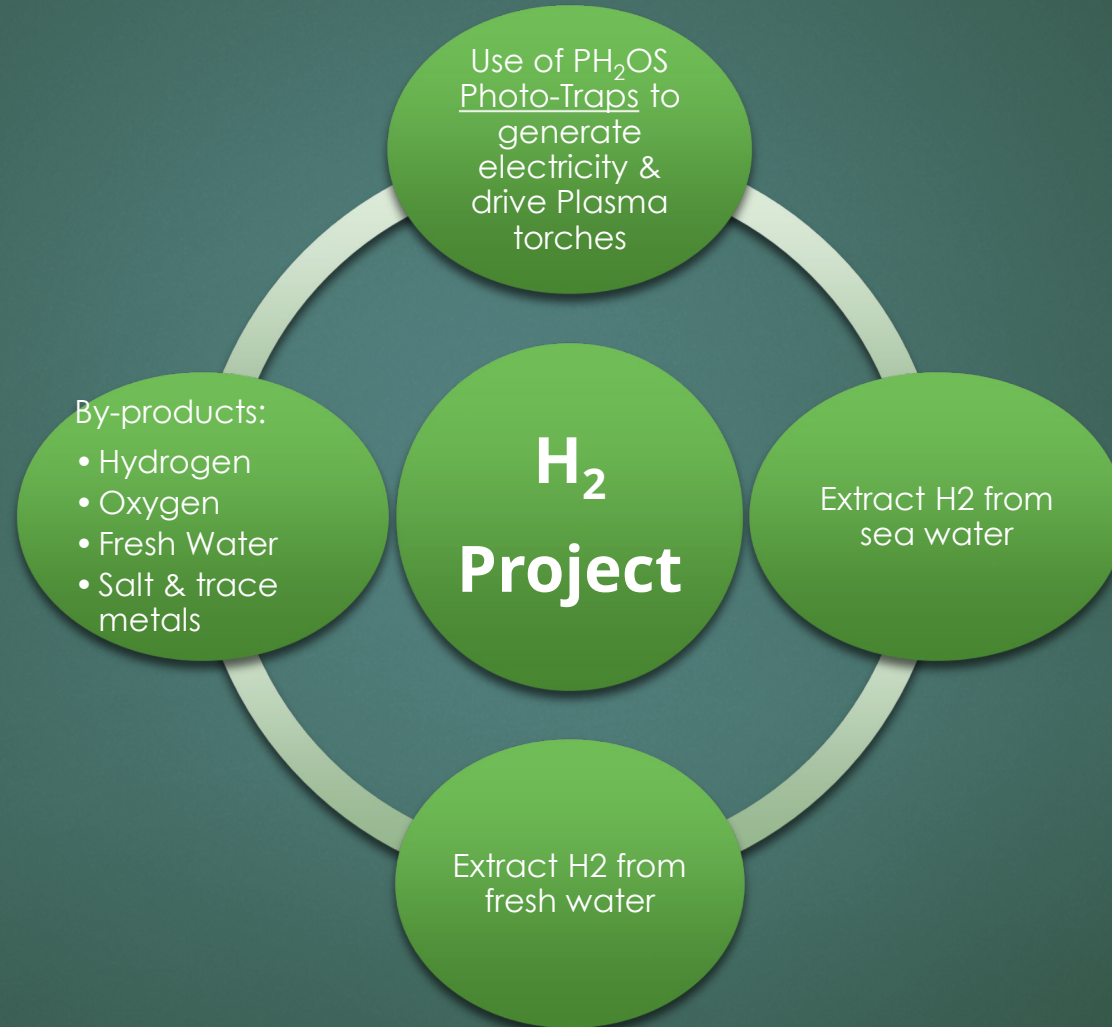 Use of PH₂OS
Photo-Traps to
generate
electricity &
drive Plasma
torches
By-products:
• Hydrogen
• Oxygen
• Fresh Water
• Salt & trace
metals
H₂
Project
Extract H2 from
sea water
Extract H2 from
fresh water